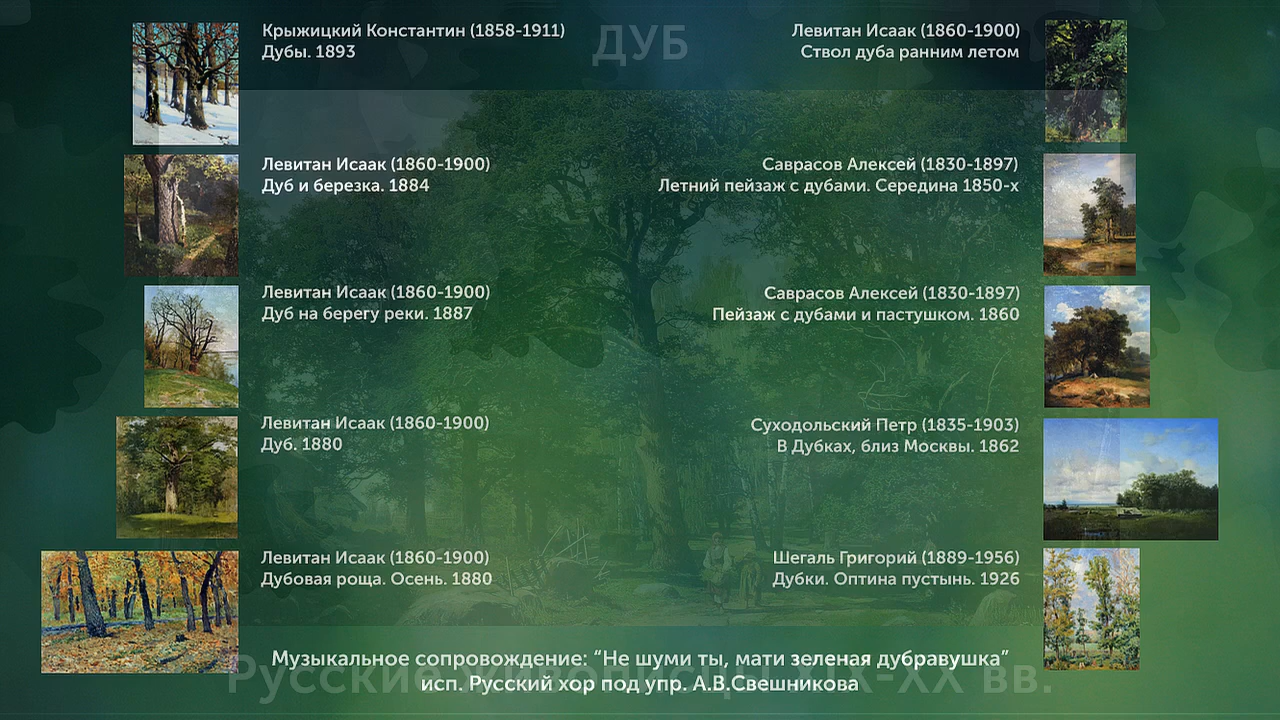 ДУБ
Крыжицкий Константин (1858-1911)
Дубы. 1893
Левитан Исаак (1860-1900)
Дуб и березка. 1884
Левитан Исаак (1860-1900)
Дуб на берегу реки. 1887
Левитан Исаак (1860-1900)
Дуб. 1880
Левитан Исаак (1860-1900)
Дубовая роща. Осень. 1880
Левитан Исаак (1860-1900)
Ствол дуба ранним летом
Саврасов Алексей (1830-1897)
Летний пейзаж с дубами. Середина 1850-х
Саврасов Алексей (1830-1897)
Пейзаж с дубами и пастушком. 1860
Суходольский Петр (1835-1903)
В Дубках, близ Москвы. 1862
Шегаль Григорий (1889-1956)
Дубки. Оптина пустынь. 1926
Музыкальное сопровождение: “Не шуми ты, мати зеленая дубравушка”
исп. Русский хор под упр. А.В.Свешникова
Русские вв.